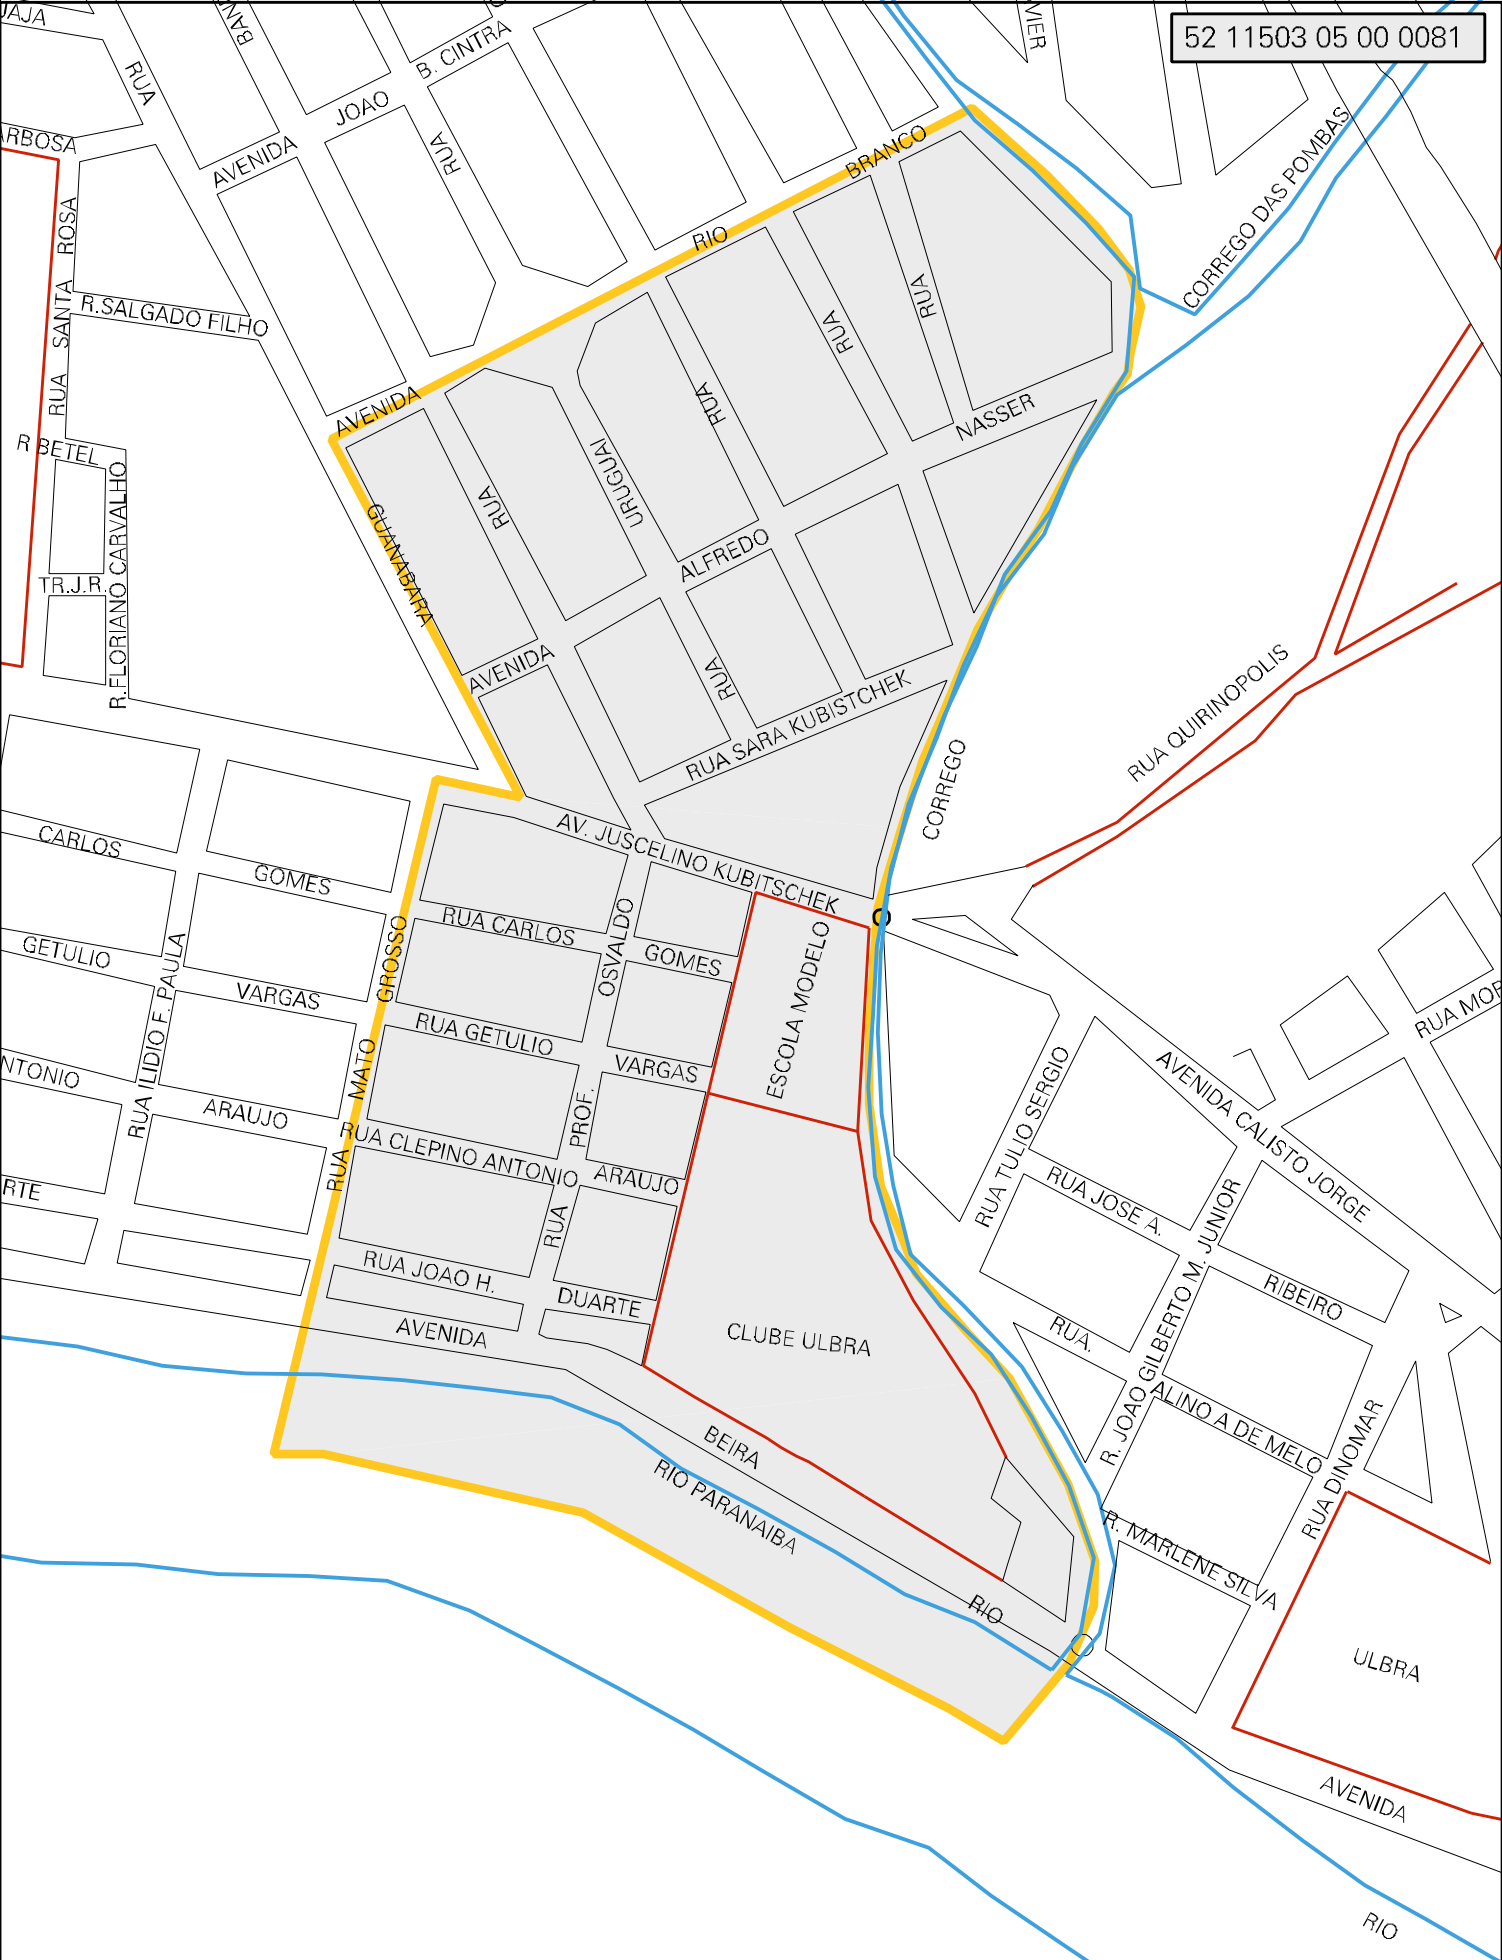 52 11503 05 00 0081
RUA
B. CINTRA
JOAO
AVENIDA
RUA
RUA SANTA ROSA
R.SALGADO FILHO
R BETEL
R.FLORIANO CARVALHO
TR.J.R.
AVENIDA
RIO
BRANCO
CORREGO DAS POMBAS
GUANABARA
RUA
URUGUAI
RUA
RUA
RUA
NASSER
ALFREDO
AVENIDA
RUA
RUA SARA KUBISTCHEK
CORREGO
RUA QUIRINOPOLIS
AV. JUSCELINO KUBITSCHEK
CARLOS
GOMES
RUA CARLOS
GOMES
GETULIO
VARGAS
RUA GETULIO
VARGAS
RUA ILIDIO F. PAULA
RUA MATO GROSSO
RUA PROF. OSVALDO
ESCOLA MODELO
NTONIO
ARAUJO
RUA CLEPINO ANTONIO
ARAUJO
RTE
RUA JOAO H.
DUARTE
AVENIDA
CLUBE ULBRA
BEIRA
RIO PARANAIBA
RIO
RUA TULIO SERGIO
RUA JOSE A.
RIBEIRO
AVENIDA CALISTO JORGE
RUA MOR
R. JOAO GILBERTO M. JUNIOR
RUA.
ALINO A DE MELO
RUA DINOMAR
R. MARLENE SILVA
ULBRA
AVENIDA
RIO